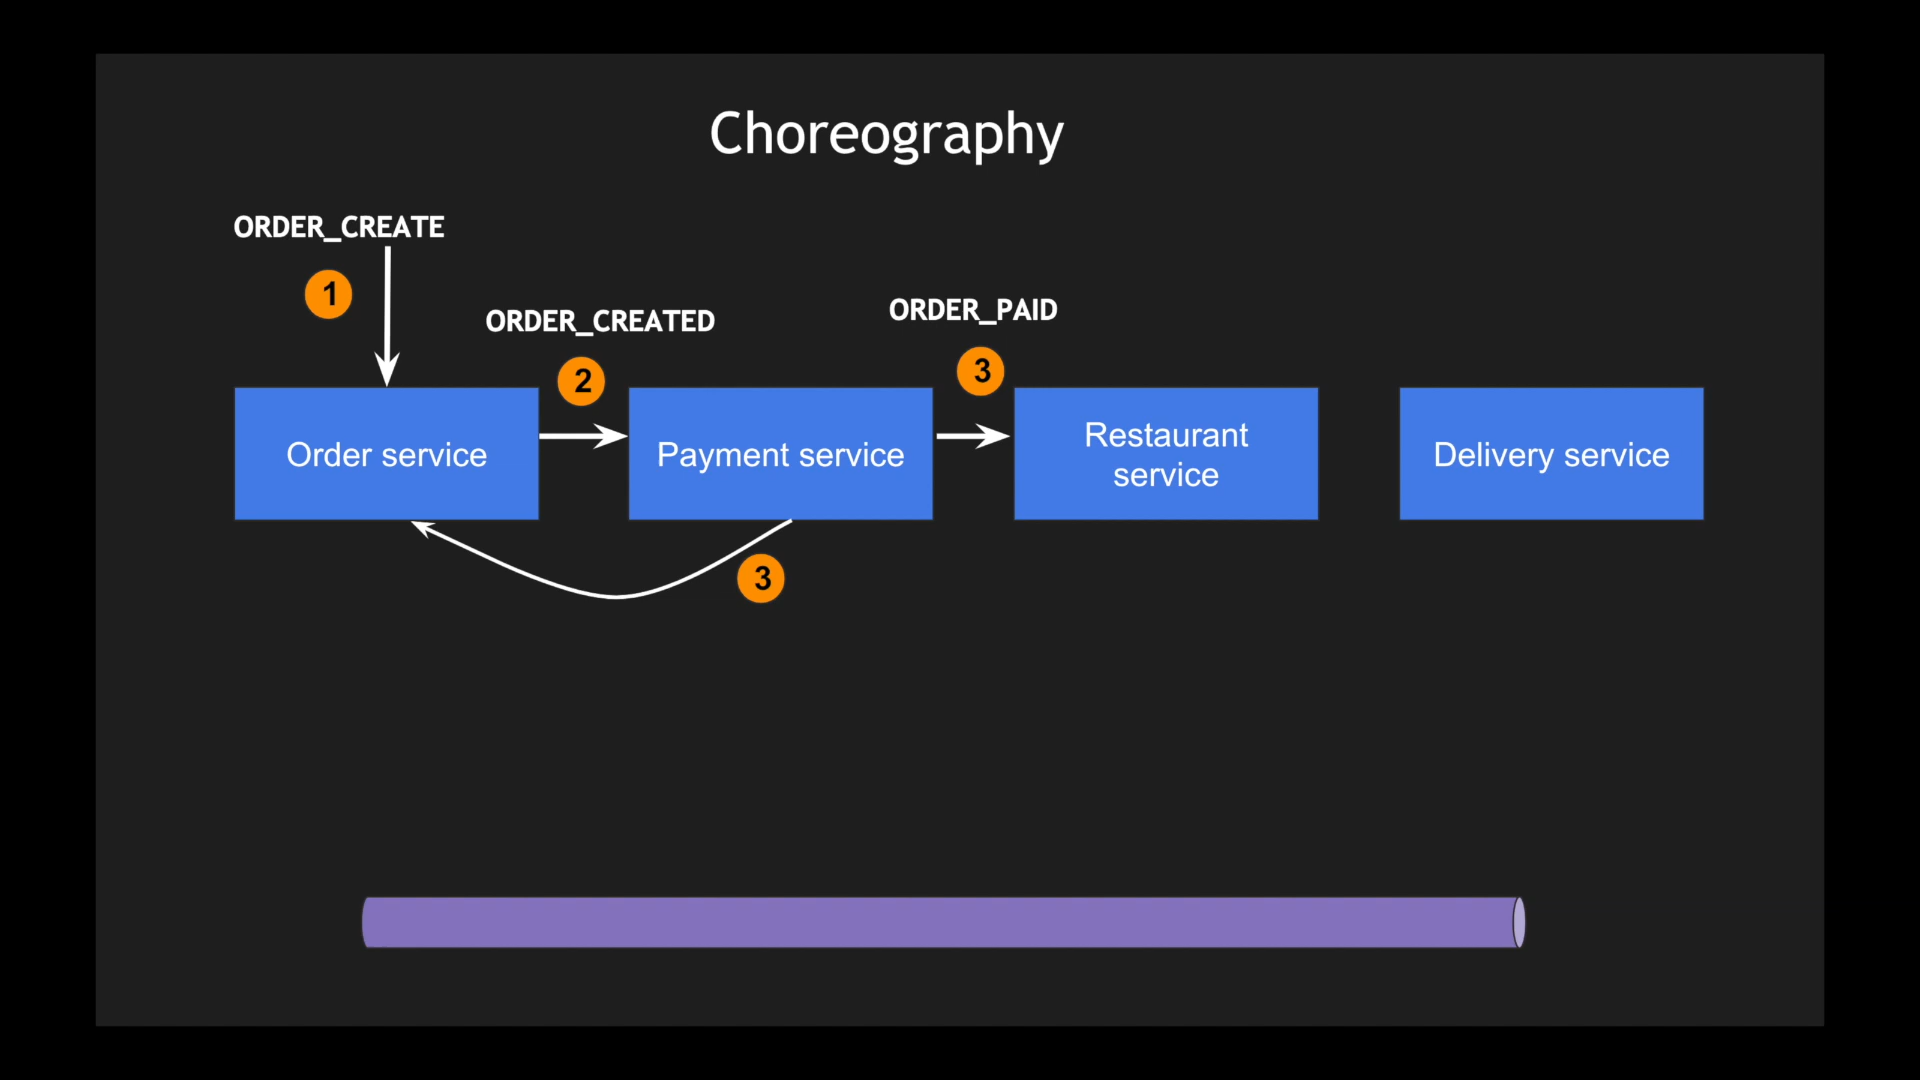 Choreography
ORDER_CREATE
1
ORDER_CREATED
ORDER_PAID
2
3
Order service
Payment service
Restaurant
service
Delivery service
3